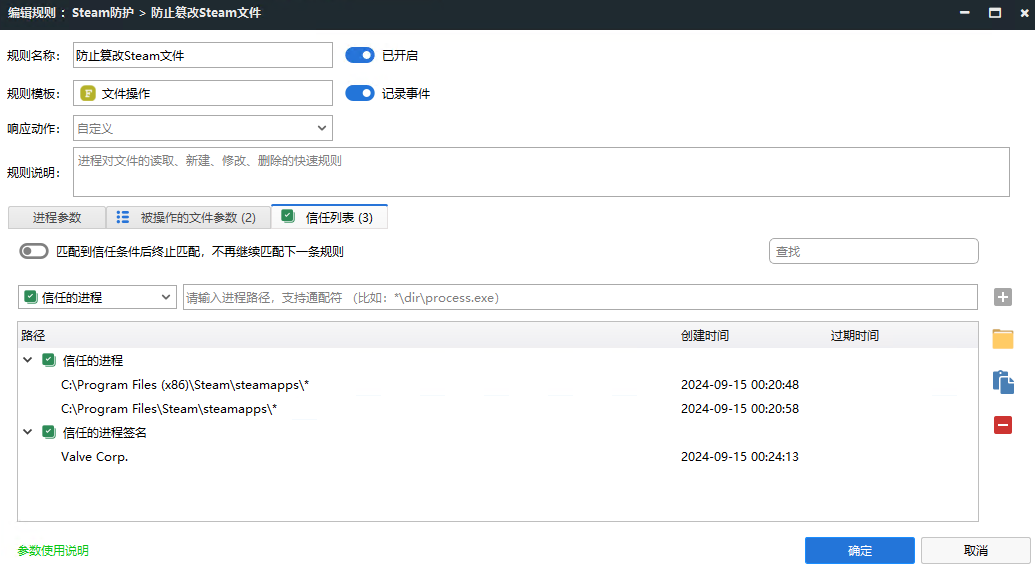 编辑规则 : Steam防护 > 防止篡改Steam文件
规则名称: 防止篡改Steam文件 已开启
规则模板: F 文件操作 记录事件
响应动作: 自定义
规则说明: 进程对文件的读取、新建、修改、删除的快速规则
进程参数 被操作的文件参数 (2) 信任列表 (3)
匹配到信任条件后终止匹配，不再继续匹配下一条规则 查找
信任的进程 请输入进程路径，支持通配符 （比如：*\dir\process.exe）
路径 创建时间 过期时间
信任的进程
C:\Program Files (x86)\Steam\steamapps\* 2024-09-15 00:20:48
C:\Program Files\Steam\steamapps\* 2024-09-15 00:20:58
信任的进程签名
Valve Corp. 2024-09-15 00:24:13
参数使用说明 确定 取消